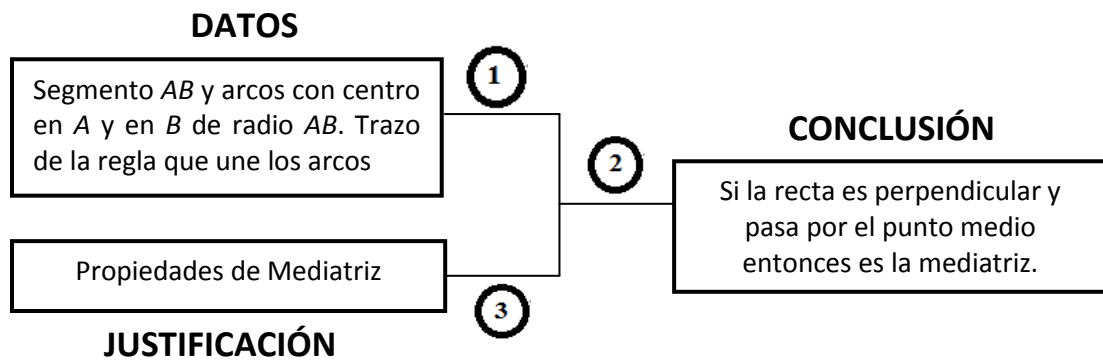 DATOS
Segmento AB y arcos con centro
en A y en B de radio AB. Trazo
de la regla que une los arcos
1
2
CONCLUSIÓN
Si la recta es perpendicular y
pasa por el punto medio
entonces es la mediatriz.
Propiedades de Mediatriz
3
JUSTIFICACIÓN